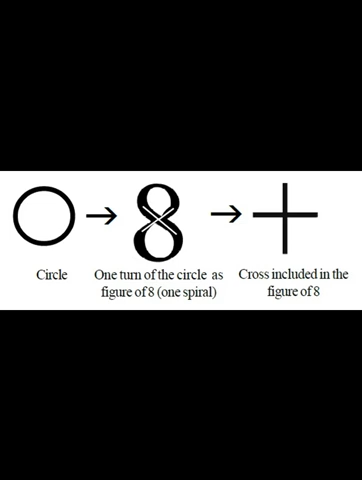 8
Circle
One turn of the circle as
figure of 8 (one spiral)
Cross included in the
figure of 8